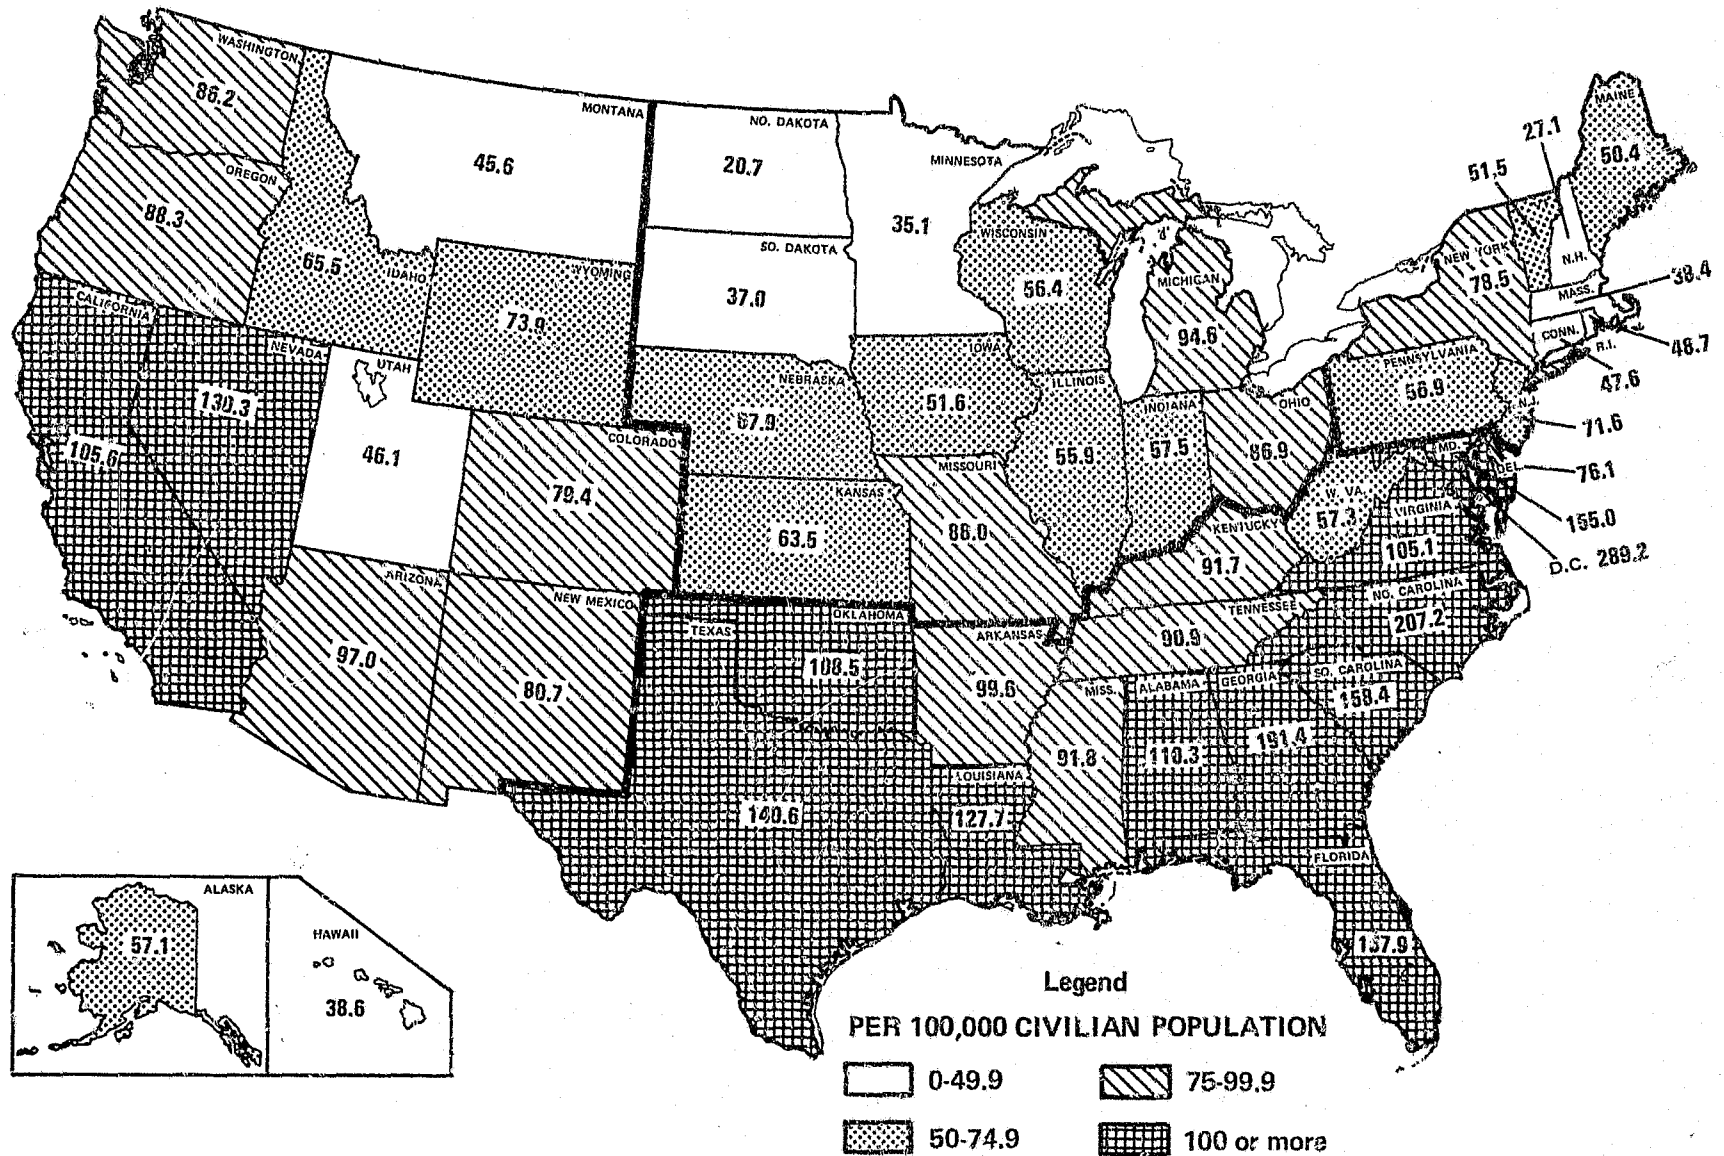 WASHINGTON
86.2
MONTANA
45.6
NO. DAKOTA
20.7
MINNESOTA
35.1
MAINE
50.4
27.1
51.5
OREGON
88.3
IDAHO
65.5
WYOMING
73.9
SO. DAKOTA
37.0
WISCONSIN
56.4
MICHIGAN
94.6
NEW YORK
78.5
N.H.
MASS.
38.4
CONN.
R.I.
48.7
47.6
CALIFORNIA
105.6
NEVADA
130.3
UTAH
46.1
NEBRASKA
67.9
IOWA
51.6
ILLINOIS
55.9
INDIANA
57.5
OHIO
86.9
PENNSYLVANIA
56.9
N.J.
71.6
COLORADO
79.4
KANSAS
63.5
MISSOURI
88.0
KENTUCKY
91.7
W. VA.
57.3
VIRGINIA
105.1
MD.
DEL.
76.1
155.0
D.C. 289.2
ARIZONA
97.0
NEW MEXICO
80.7
TEXAS
140.6
OKLAHOMA
108.5
ARKANSAS
99.6
TENNESSEE
90.9
NO. CAROLINA
207.2
SO. CAROLINA
158.4
MISS.
91.8
ALABAMA
110.3
GEORGIA
191.4
LOUISIANA
127.7
FLORIDA
ALASKA
57.1
HAWAII
38.6
Legend
PER 100,000 CIVILIAN POPULATION
0-49.9
75-99.9
50-74.9
100 or more